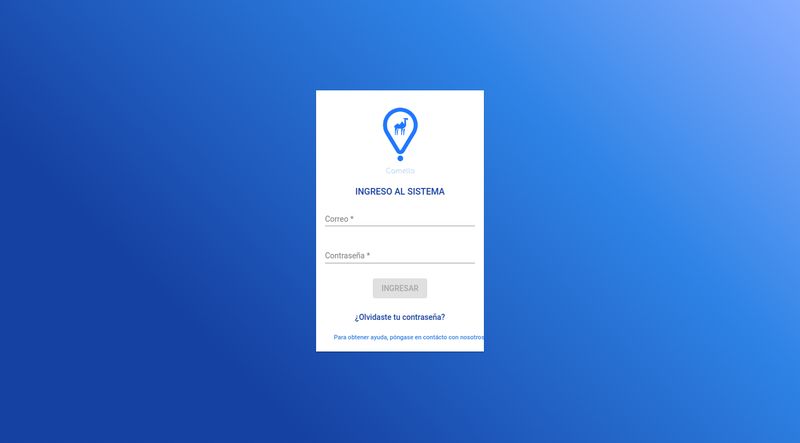 Camello
INGRESO AL SISTEMA
Correo *
Contraseña *
INGRESAR
¿Olvidaste tu contraseña?
Para obtener ayuda, póngase en contácto con nosotros